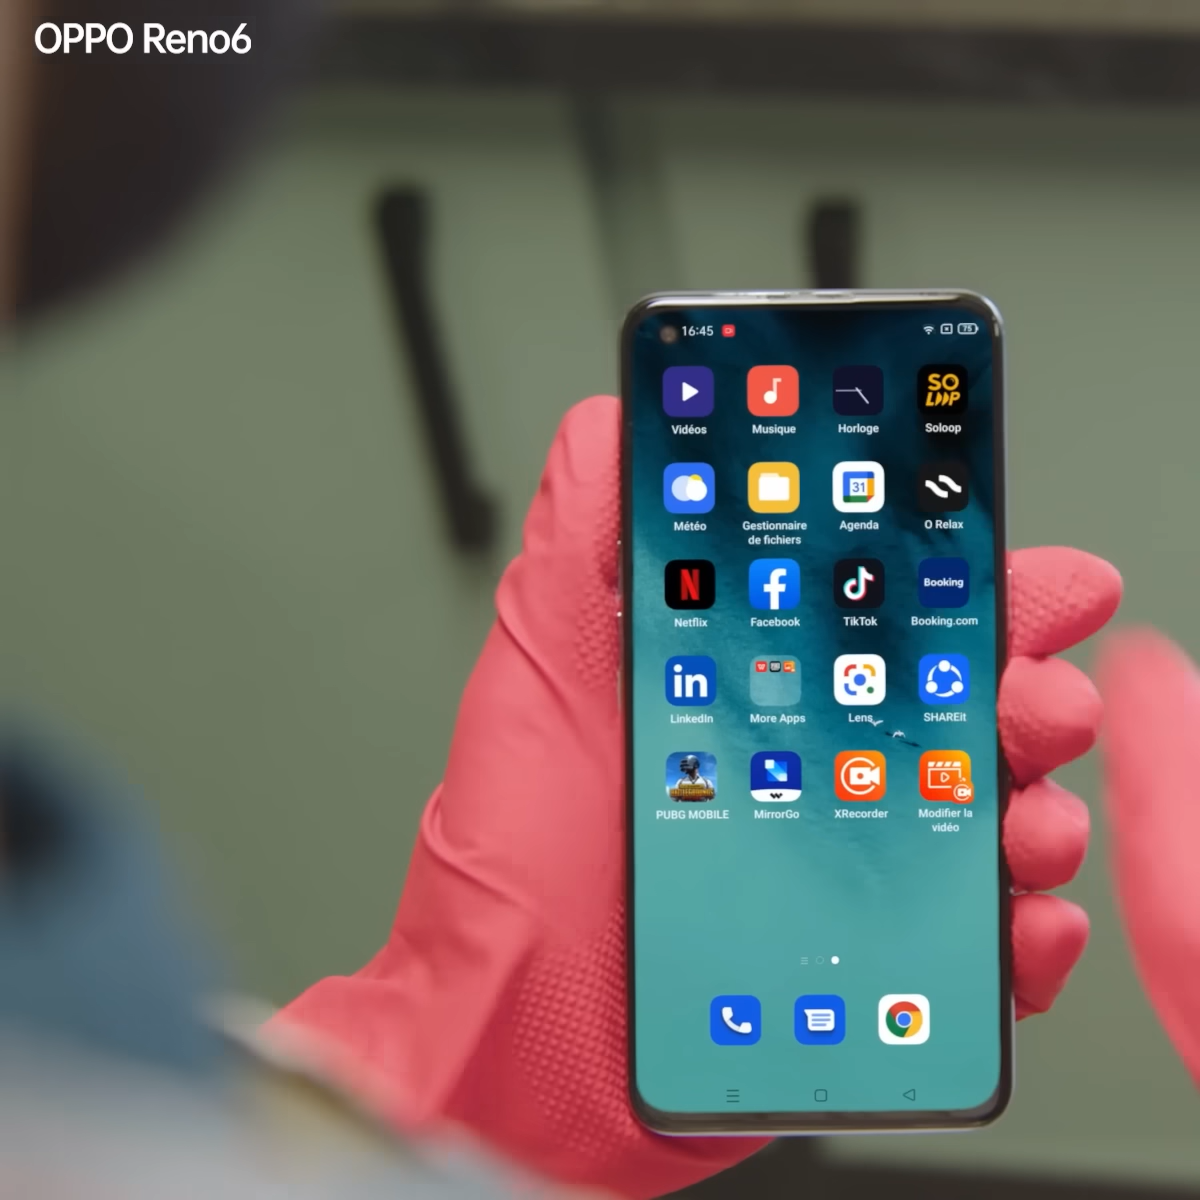 OPPO Reno6
16:45
75
SO
LOOP
Vidéos
Musique
Horloge
Soloop
31
Météo
Gestionnaire
de fichiers
Agenda
O Relax
N
f
Booking
Netflix
Facebook
TikTok
Booking.com
in
LinkedIn
More Apps
Lens
SHAREit
PUBG MOBILE
MirrorGo
XRecorder
Modifier la
vidéo